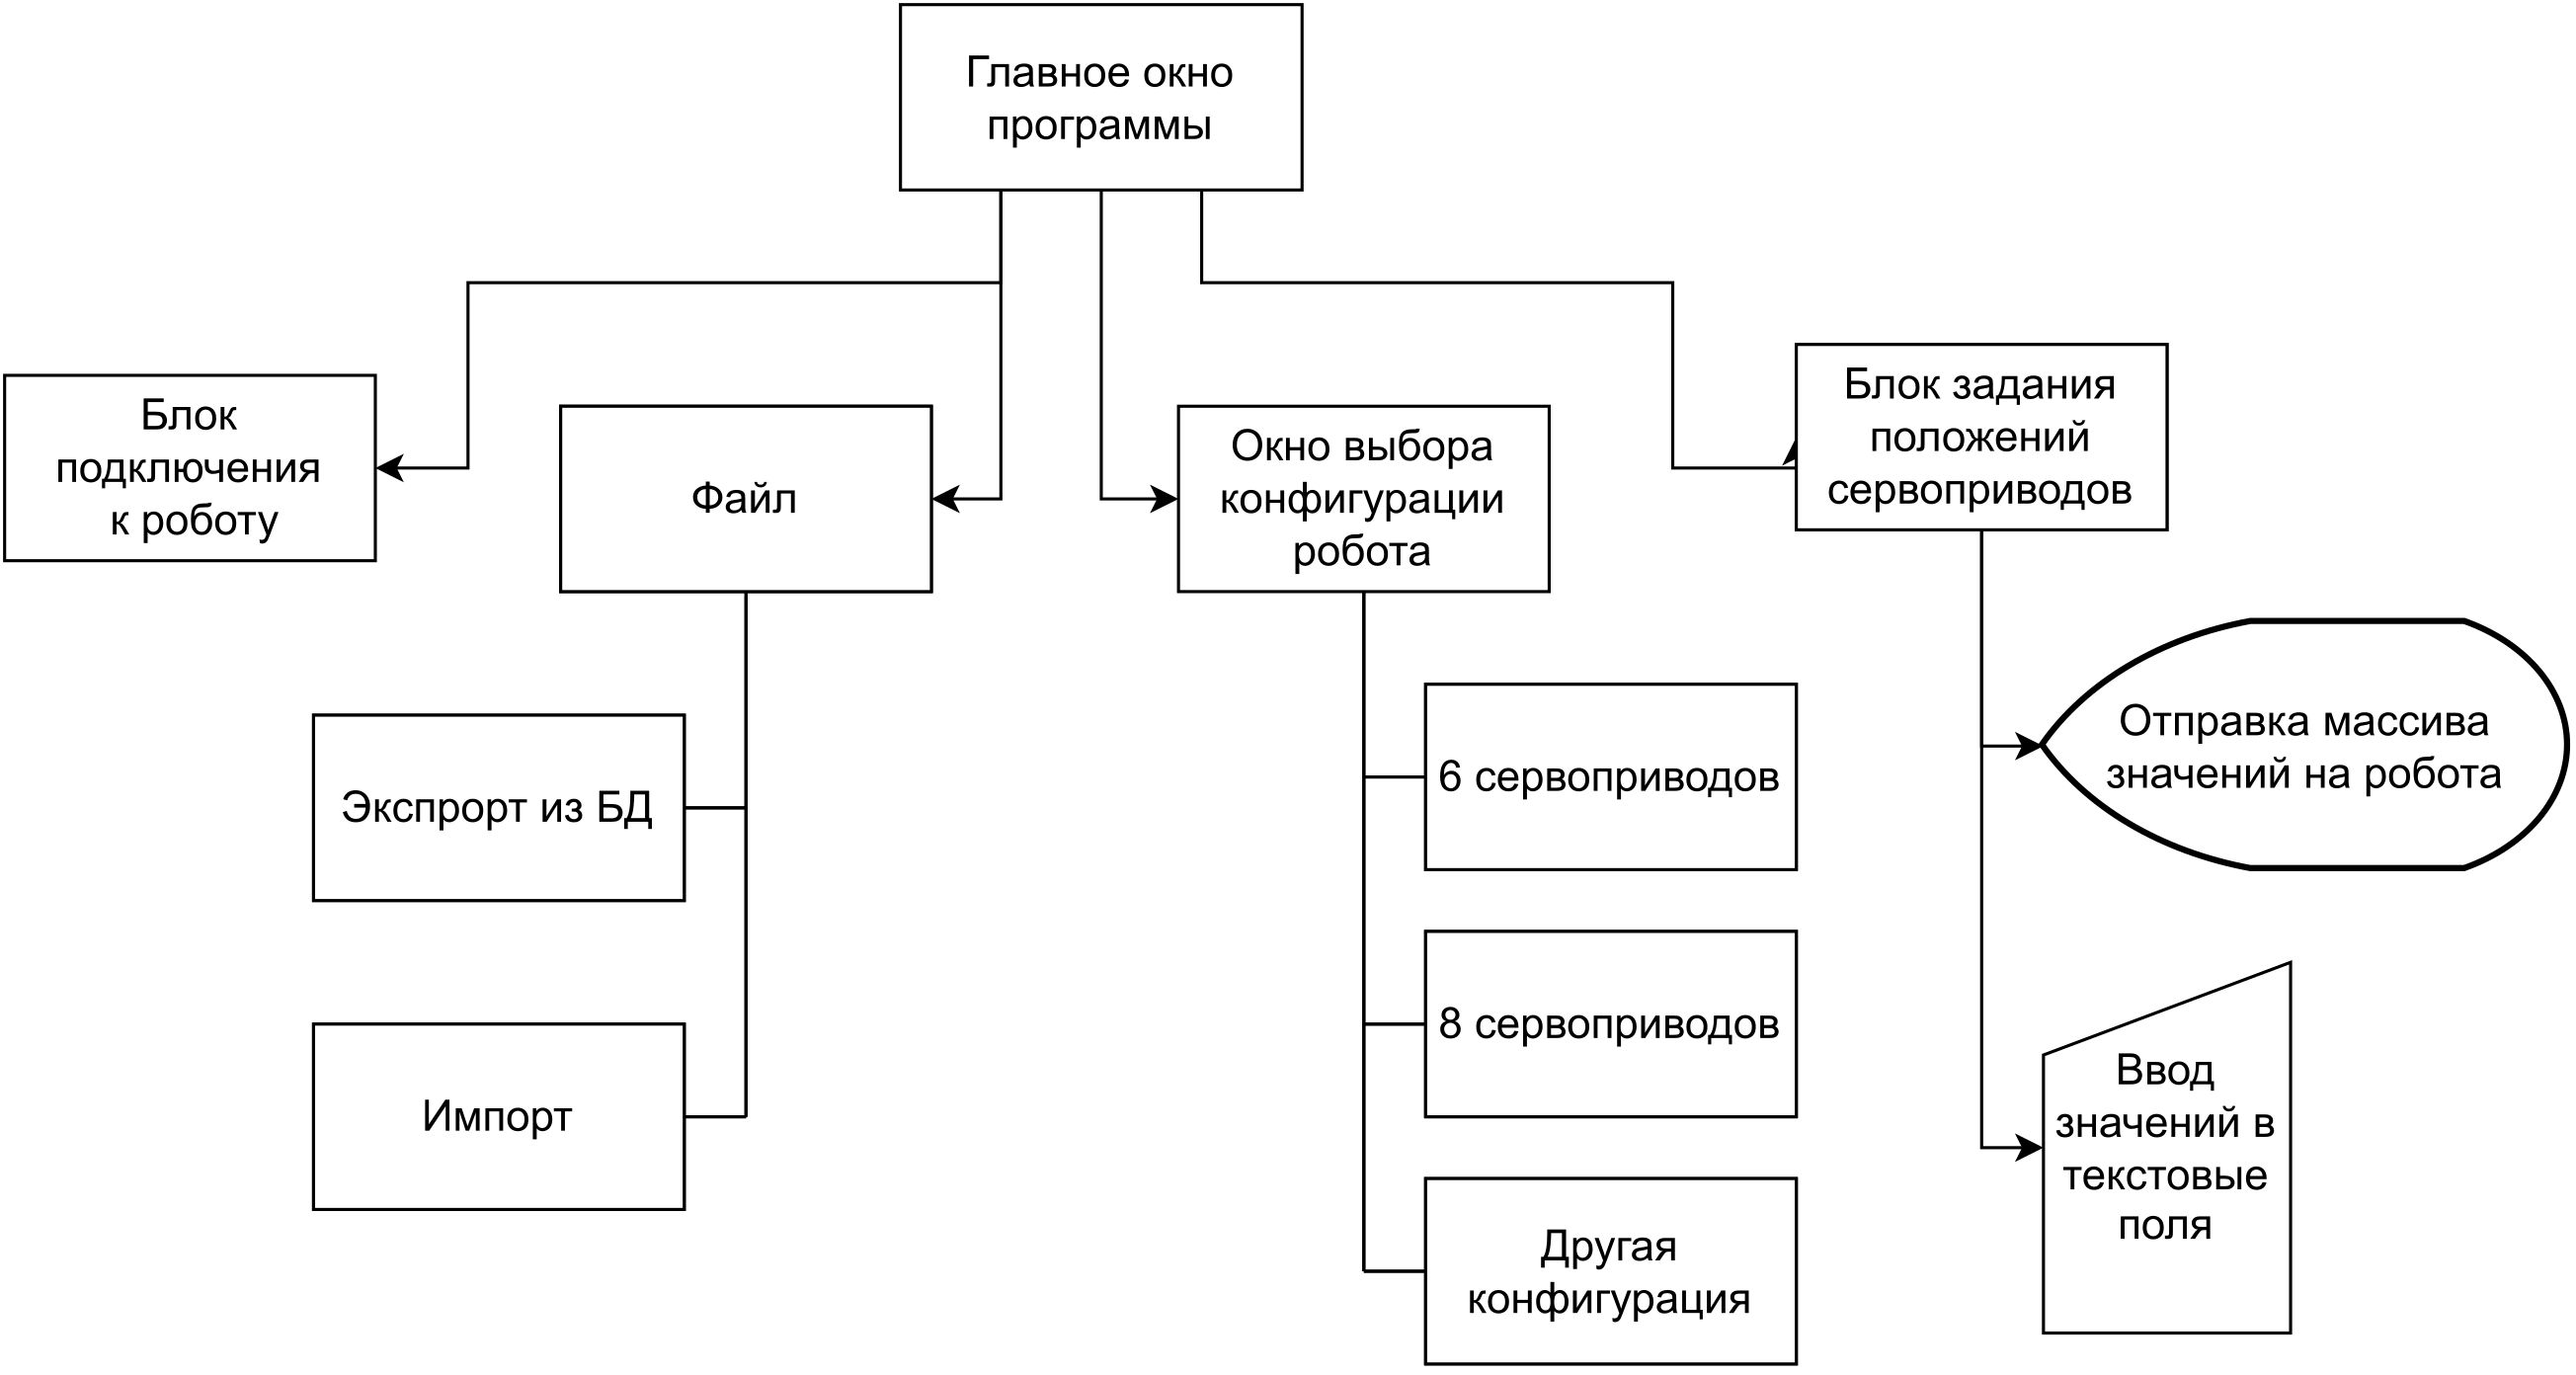 Главное окно
программы
Блок
подключения
к роботу
Файл
Окно выбора
конфигурации
робота
Блок задания
положений
сервоприводов
Экспрорт из БД
Импорт
6 сервоприводов
8 сервоприводов
Другая
конфигурация
Отправка массива
значений на робота
Ввод
значений в
текстовые
поля